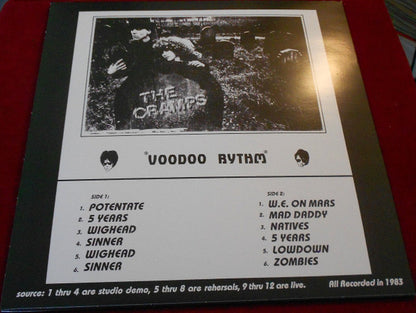 THE
CRAMPS
"VOODOO RYTHM"
SIDE 1:
1. POTENTATE
2. 5 YEARS
3. WIGHEAD
4. SINNER
5. WIGHEAD
6. SINNER
SIDE 2:
1. W.E. ON MARS
2. MAD DADDY
3. NATIVES
4. 5 YEARS
5. LOWDOWN
6. ZOMBIES
source: 1 thru 4 are studio demo, 5 thru 8 are rehersals, 9 thru 12 are live.
All Recorded in 1983